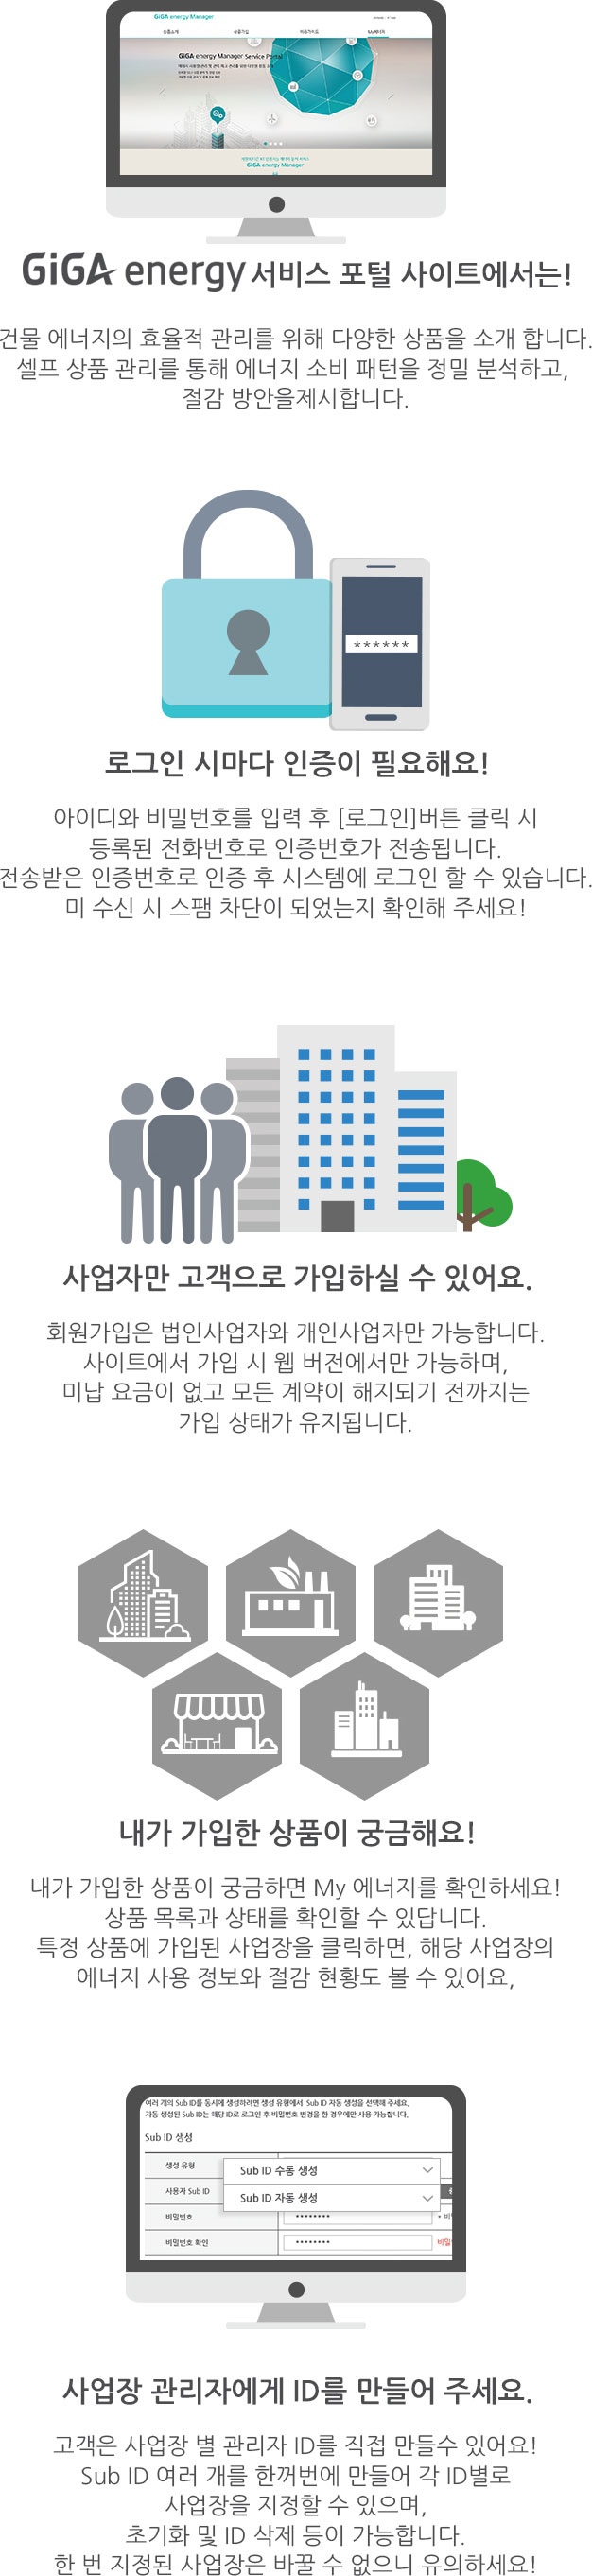 GiGA energy Manager
상품소개 상품가입 이용가이드 My에너지
GiGA energy Manager Service Portal
GiGA energy Manager
GiGA energy 서비스 포털 사이트에서는!
건물 에너지의 효율적 관리를 위해 다양한 상품을 소개 합니다.
셀프 상품 관리를 통해 에너지 소비 패턴을 정밀 분석하고,
절감 방안을제시합니다.
******
로그인 시마다 인증이 필요해요!
아이디와 비밀번호를 입력 후 [로그인]버튼 클릭 시
등록된 전화번호로 인증번호가 전송됩니다.
전송받은 인증번호로 인증 후 시스템에 로그인 할 수 있습니다.
미 수신 시 스팸 차단이 되었는지 확인해 주세요!
사업자만 고객으로 가입하실 수 있어요.
회원가입은 법인사업자와 개인사업자만 가능합니다.
사이트에서 가입 시 웹 버전에서만 가능하며,
미납 요금이 없고 모든 계약이 해지되기 전까지는
가입 상태가 유지됩니다.
내가 가입한 상품이 궁금해요!
내가 가입한 상품이 궁금하면 My 에너지를 확인하세요!
상품 목록과 상태를 확인할 수 있답니다.
특정 상품에 가입된 사업장을 클릭하면, 해당 사업장의
에너지 사용 정보와 절감 현황도 볼 수 있어요,
여러 개의 Sub ID를 동시에 생성하려면 생성 유형에서 Sub ID 자동 생성을 선택해 주세요.
자동 생성된 Sub ID는 해당 ID로 로그인 후 비밀번호 변경을 한 경우에만 사용 가능합니다.
Sub ID 생성
생성 유형
Sub ID 수동 생성
사용자 Sub ID
Sub ID 자동 생성
비밀번호 ••••••••
비밀번호 확인 •••••••• 비밀
사업장 관리자에게 ID를 만들어 주세요.
고객은 사업장 별 관리자 ID를 직접 만들수 있어요!
Sub ID 여러 개를 한꺼번에 만들어 각 ID별로
사업장을 지정할 수 있으며,
초기화 및 ID 삭제 등이 가능합니다.
한 번 지정된 사업장은 바꿀 수 없으니 유의하세요!